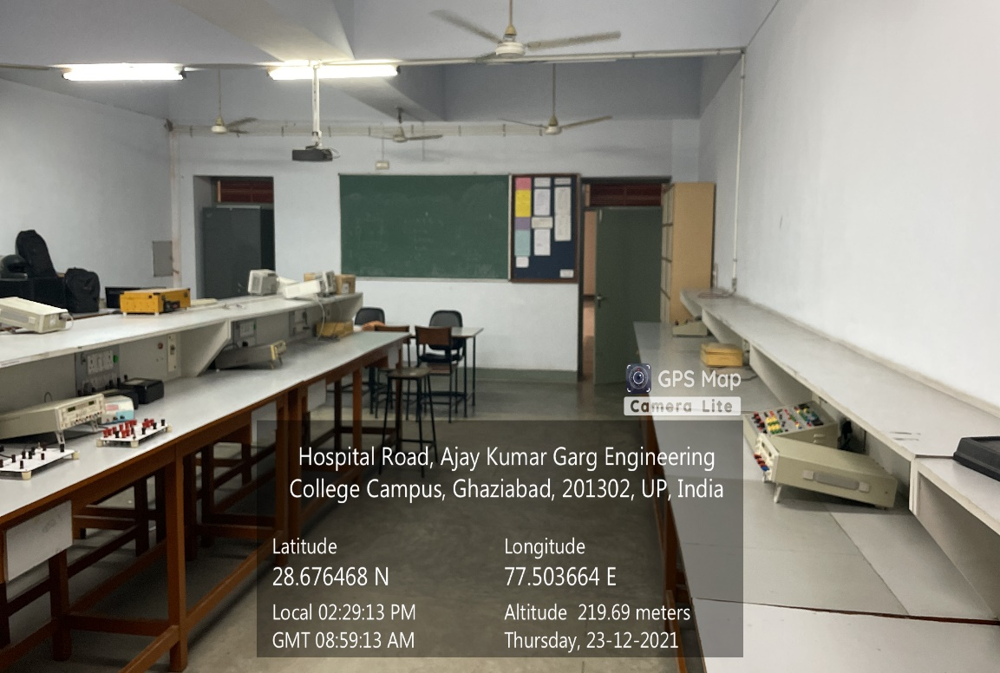 GPS Map
Camera Lite
Hospital Road, Ajay Kumar Garg Engineering
College Campus, Ghaziabad, 201302, UP, India
Latitude
28.676468 N
Longitude
77.503664 E
Local 02:29:13 PM
GMT 08:59:13 AM
Altitude 219.69 meters
Thursday, 23-12-2021